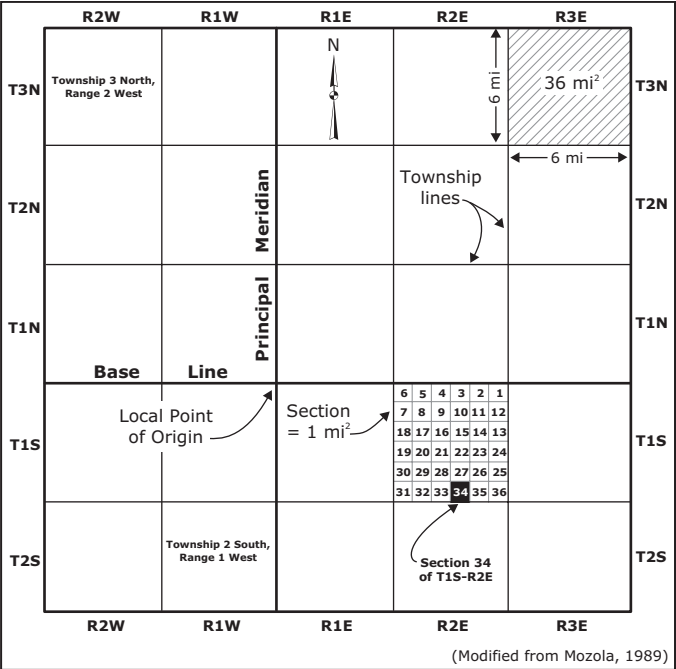 R2W R1W R1E R2E R3E
N
T3N
Township 3 North,
Range 2 West
6 mi
36 mi²
T3N
6 mi
Township
lines
T2N
Meridian
T2N
T1N
Principal
T1N
Base Line
Local Point
of Origin
Section
= 1 mi²
6 5 4 3 2 1
7 8 9 10 11 12
18 17 16 15 14 13
19 20 21 22 23 24
30 29 28 27 26 25
31 32 33 34 35 36
T1S
T1S
T2S
Township 2 South,
Range 1 West
Section 34
of T1S-R2E
T2S
R2W R1W R1E R2E R3E
(Modified from Mozola, 1989)